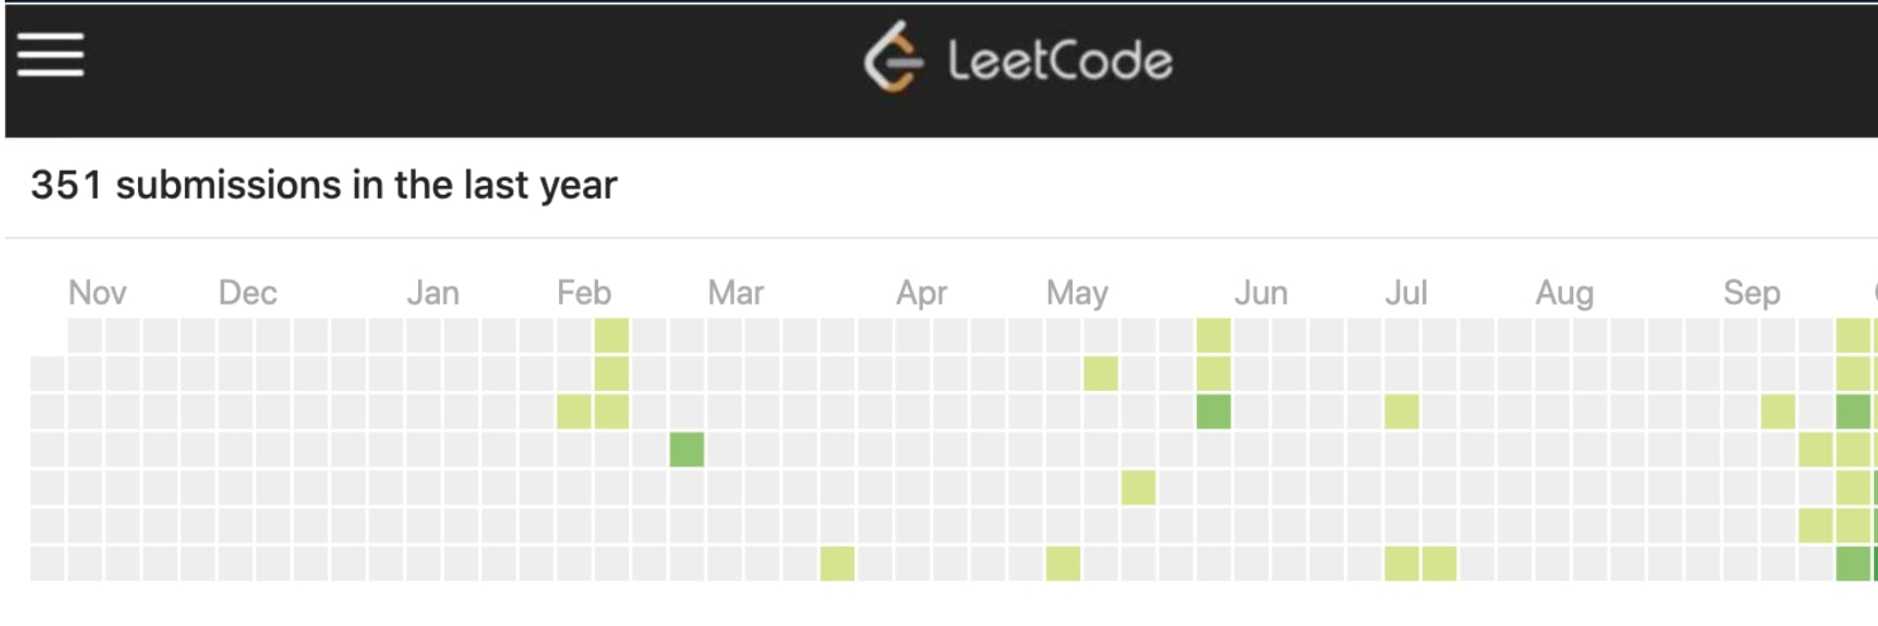 LeetCode
351 submissions in the last year
Nov Dec Jan Feb Mar Apr May Jun Jul Aug Sep